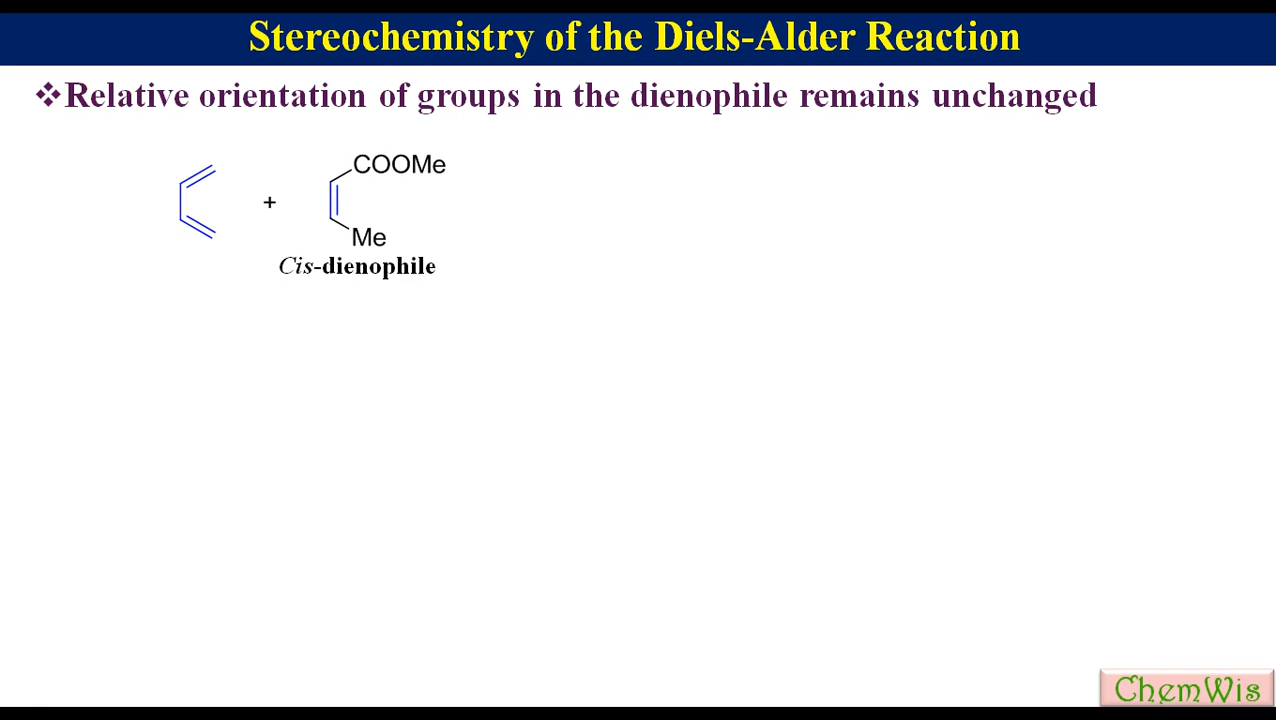 Stereochemistry of the Diels-Alder Reaction
❖Relative orientation of groups in the dienophile remains unchanged
COOMe
+
Me
Cis-dienophile
ChemWis